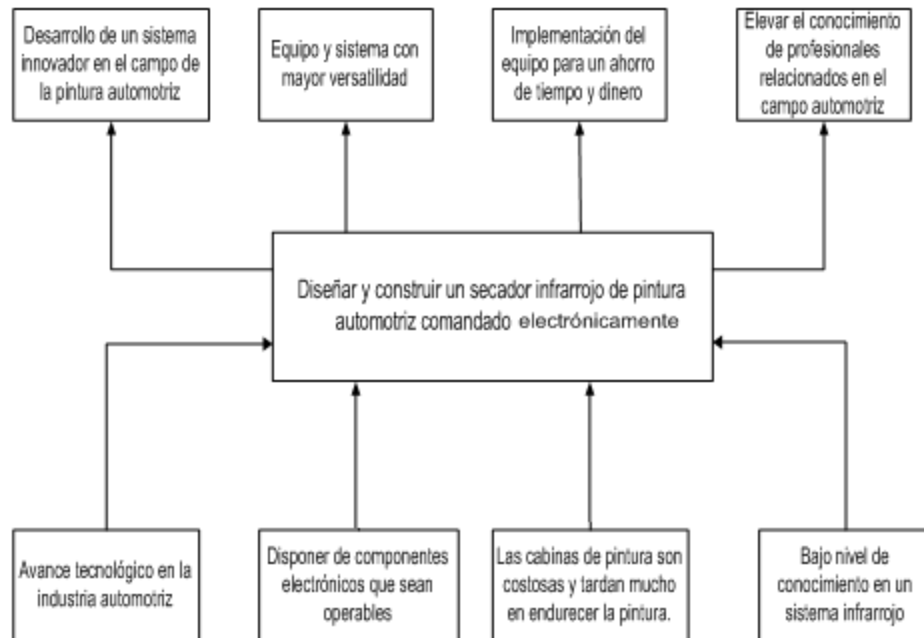 Desarrollo de un sistema
innovador en el campo de
la pintura automotriz
Equipo y sistema con
mayor versatilidad
Implementación del
equipo para un ahorro
de tiempo y dinero
Elevar el conocimiento
de profesionales
relacionados en el
campo automotriz
Diseñar y construir un secador infrarrojo de pintura
automotriz comandado electrónicamente
Avance tecnológico en la
industria automotriz
Disponer de componentes
electrónicos que sean
operables
Las cabinas de pintura son
costosas y tardan mucho
en endurecer la pintura.
Bajo nivel de
conocimiento en un
sistema infrarrojo